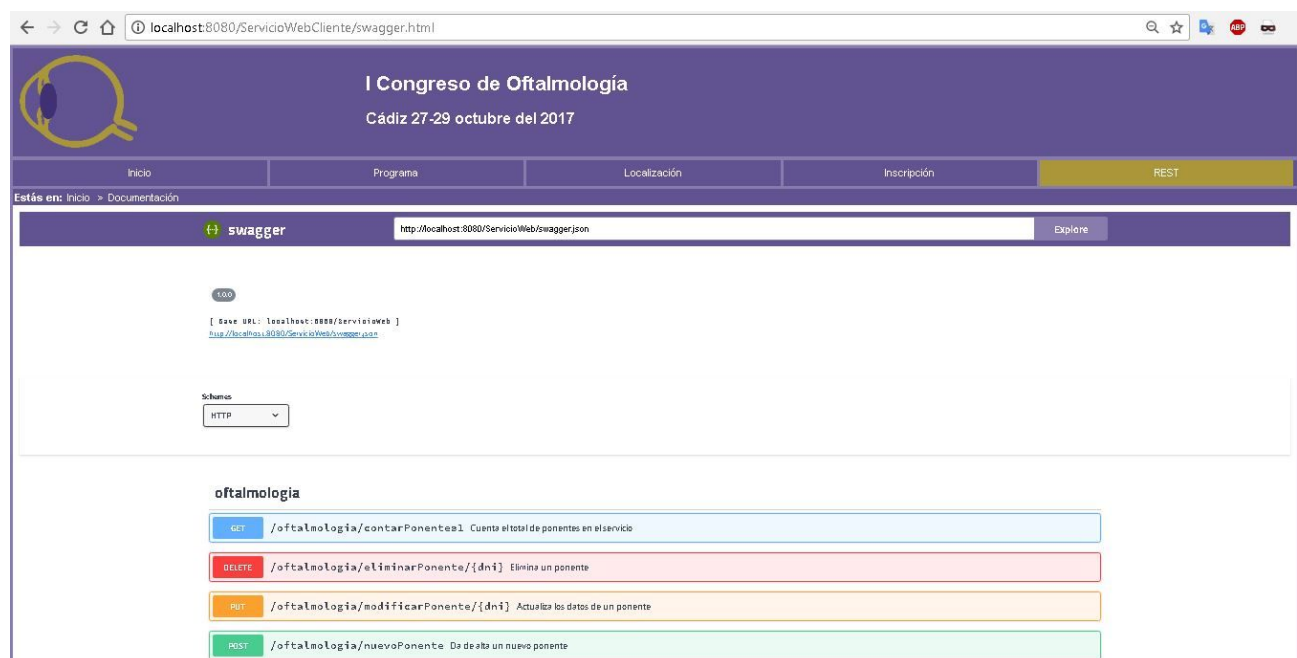 localhost:8080/ServicioWebCliente/swagger.html
ABP
I Congreso de Oftalmología
Cádiz 27-29 octubre del 2017
Inicio Programa Localización Inscripción REST
Estás en: Inicio > Documentación
{-} swagger http://localhost:8080/ServicioWeb/swagger.json Explore
1.0.0
[ Base URL: localhost:8080/ServicioWeb ]
http://localhost:8080/ServicioWeb/swagger.json
Schemes
HTTP
oftalmologia
GET /oftalmologia/contarPonentes1 Cuenta el total de ponentes en el servicio
DELETE /oftalmologia/eliminarPonente/{dni} Elimina un ponente
PUT /oftalmologia/modificarPonente/{dni} Actualiza los datos de un ponente
POST /oftalmologia/nuevoPonente Da de alta un nuevo ponente